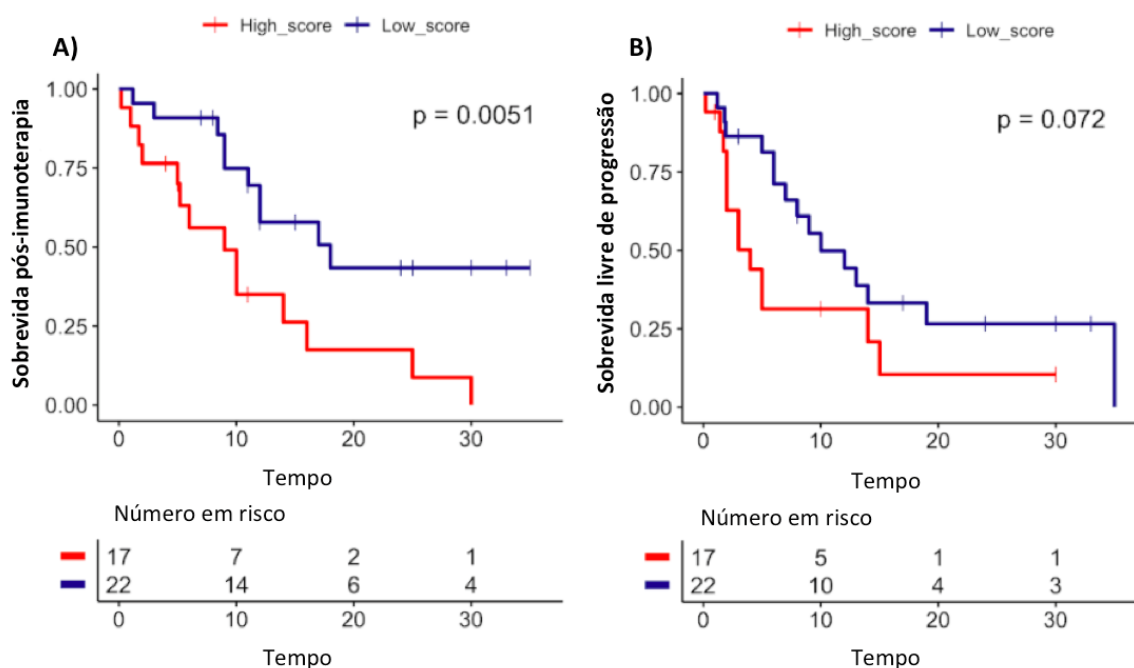 A)
High_score Low_score
Sobrevida pós-imunoterapia
1.00
0.75
0.50
0.25
0.00
p = 0.0051
0 10 20 30
Tempo
Número em risco
17 7 2 1
22 14 6 4
0 10 20 30
Tempo
B)
High_score Low_score
Sobrevida livre de progressão
1.00
0.75
0.50
0.25
0.00
p = 0.072
0 10 20 30
Tempo
Número em risco
17 5 1 1
22 10 4 3
0 10 20 30
Tempo